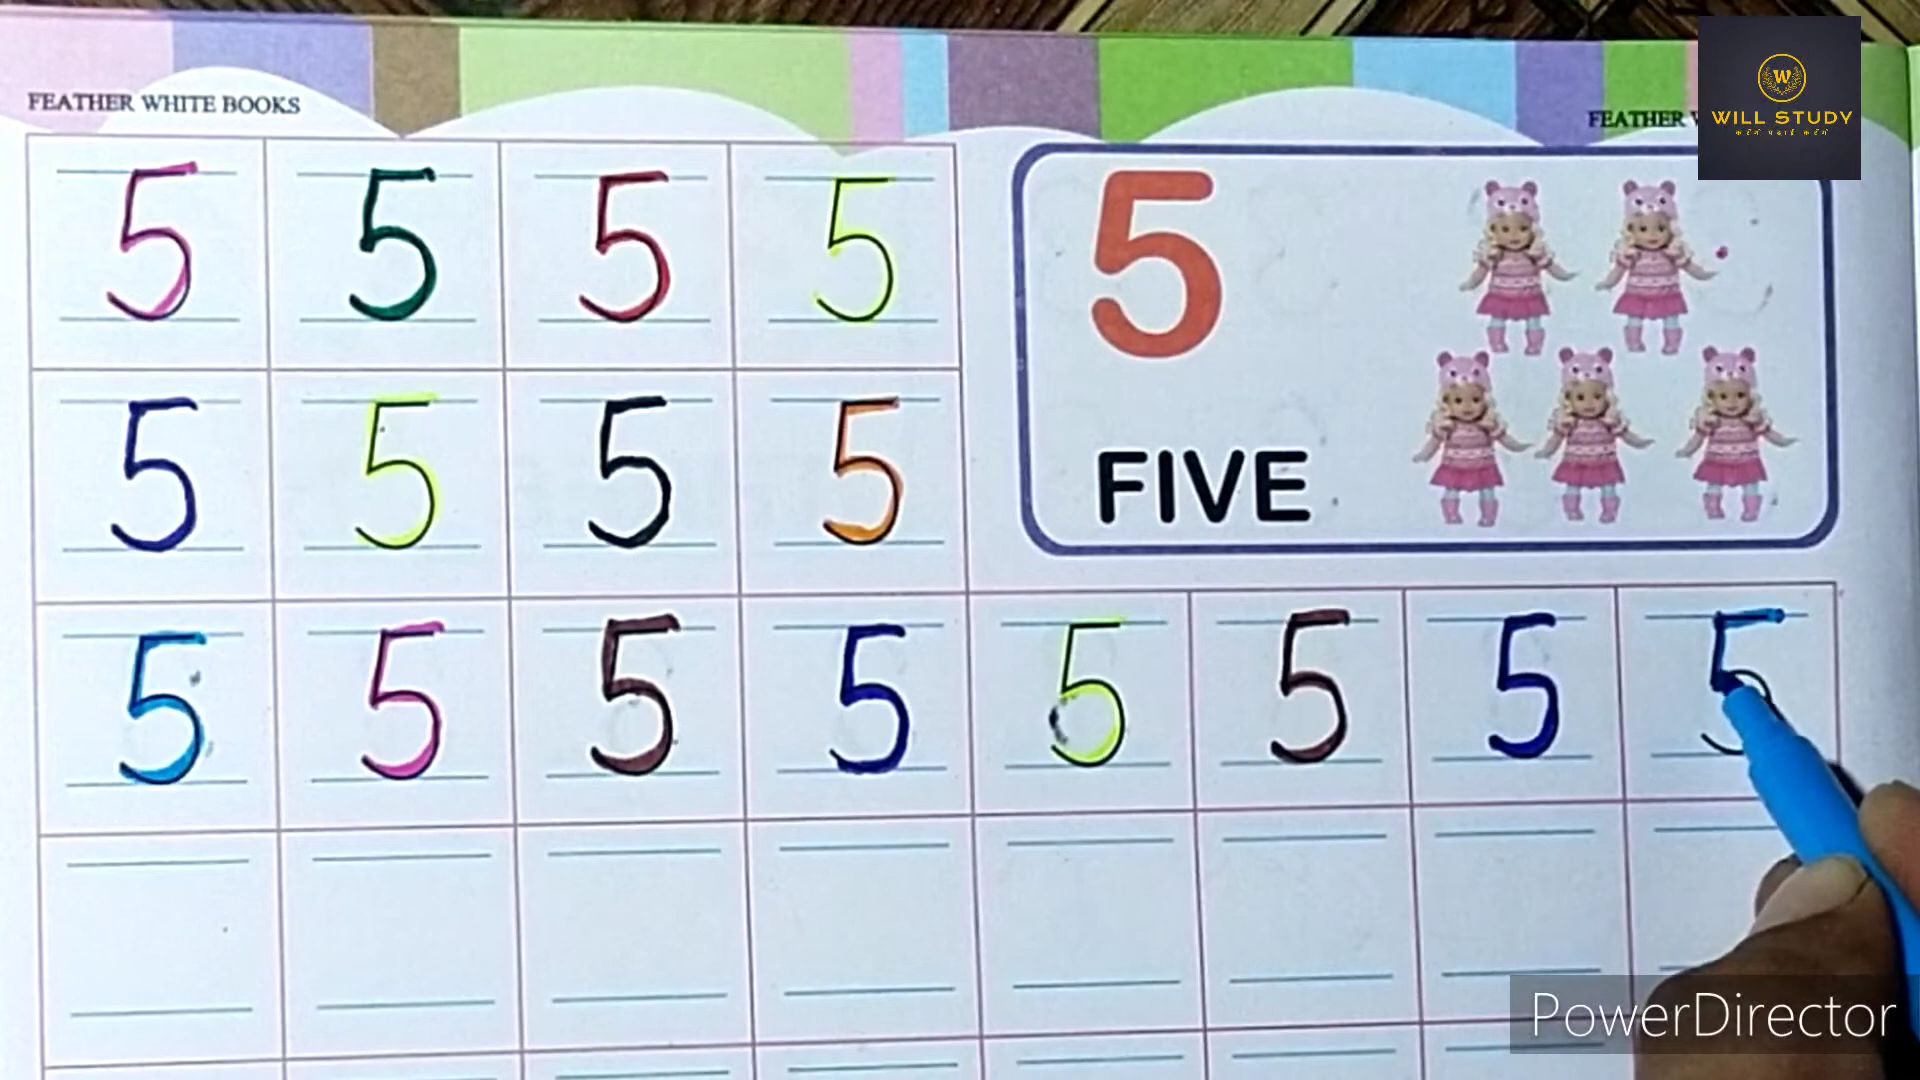 FEATHER WHITE BOOKS
FEATHER
W
WILL STUDY
5 5 5 5
5
5 5 5 5
FIVE
5 5 5 5 5 5 5 5
PowerDirector